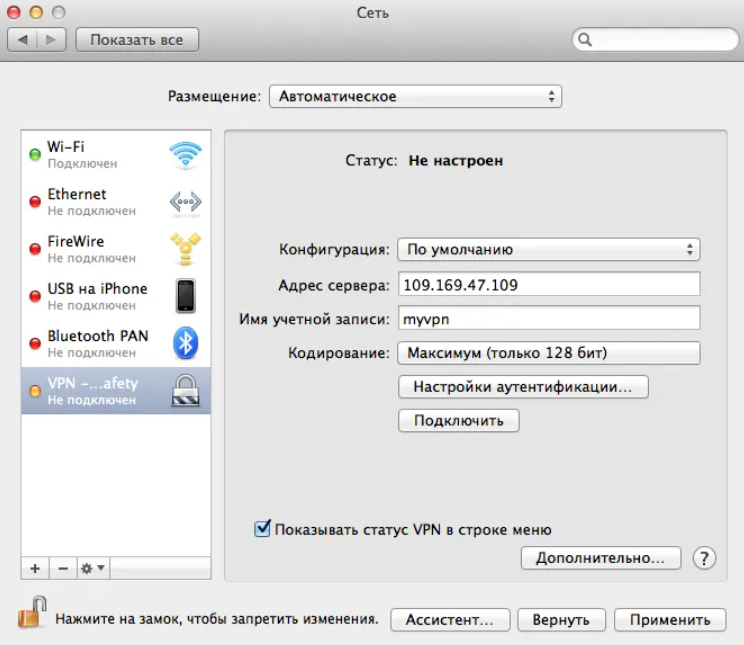 Сеть
Показать все
Размещение: Автоматическое
Wi-Fi
Подключен
Ethernet
Не подключен
FireWire
Не подключен
USB на iPhone
Не подключен
Bluetooth PAN
Не подключен
VPN –...afety
Не подключен
Статус: Не настроен
Конфигурация: По умолчанию
Адрес сервера: 109.169.47.109
Имя учетной записи: myvpn
Кодирование: Максимум (только 128 бит)
Настройки аутентификации...
Подключить
Показывать статус VPN в строке меню
Дополнительно... ?
Нажмите на замок, чтобы запретить изменения. Ассистент... Вернуть Применить